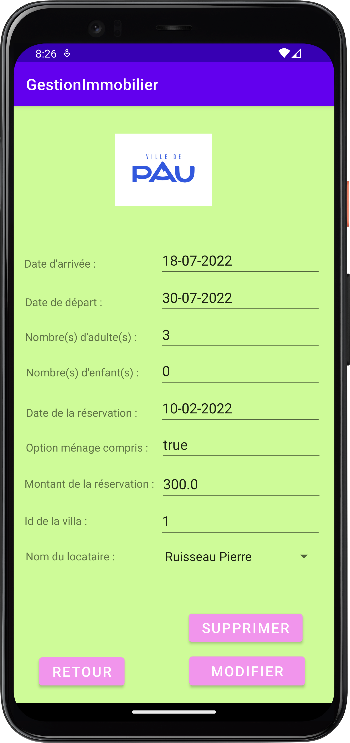 8:26
GestionImmobilier
VILLE DE
PAU
Date d'arrivée : 18-07-2022
Date de départ : 30-07-2022
Nombre(s) d'adulte(s) : 3
Nombre(s) d'enfant(s) : 0
Date de la réservation : 10-02-2022
Option ménage compris : true
Montant de la réservation : 300.0
Id de la villa : 1
Nom du locataire : Ruisseau Pierre
SUPPRIMER
RETOUR MODIFIER